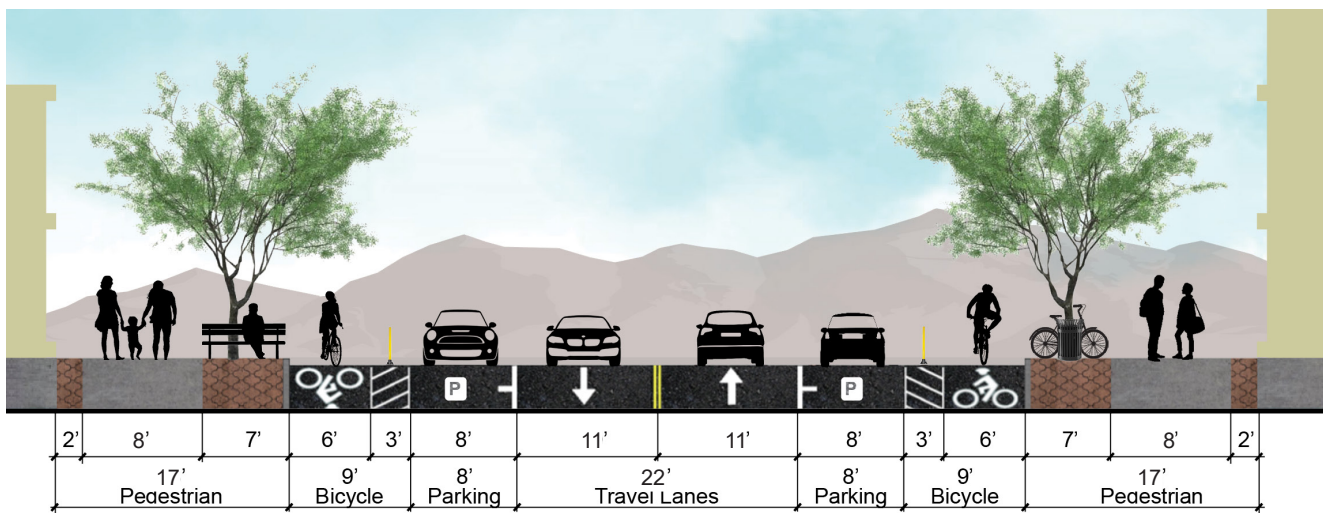 P P
2’ 8’ 7’ 6’ 3’ 8’ 11’ 11’ 8’ 3’ 6’ 7’ 8’ 2’
17’ 9’ 8’ 22’ 8’ 9’ 17’
Pedestrian Bicycle Parking Travel Lanes Parking Bicycle Pedestrian